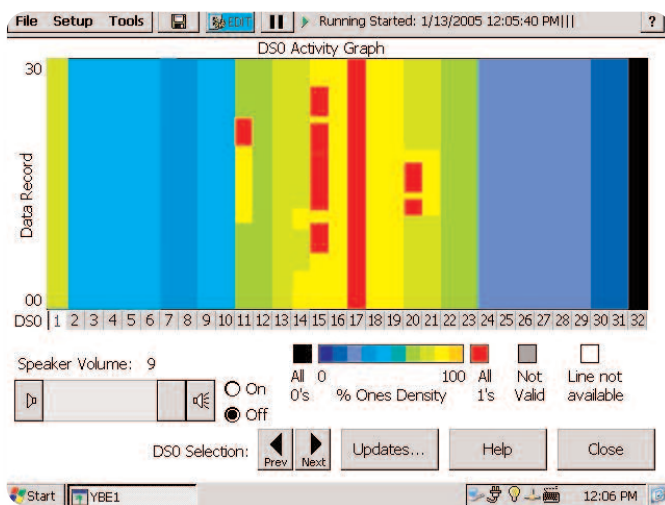 File Setup Tools EDIT Running Started: 1/13/2005 12:05:40 PM||| ?
DS0 Activity Graph
30
Data Record
00
DS0 1 2 3 4 5 6 7 8 9 10 11 12 13 14 15 16 17 18 19 20 21 22 23 24 25 26 27 28 29 30 31 32
Speaker Volume: 9
On
Off
All 0's
0 100
% Ones Density
All 1's
Not Valid
Line not available
DS0 Selection: Prev Next Updates... Help Close
Start YBE1 12:06 PM